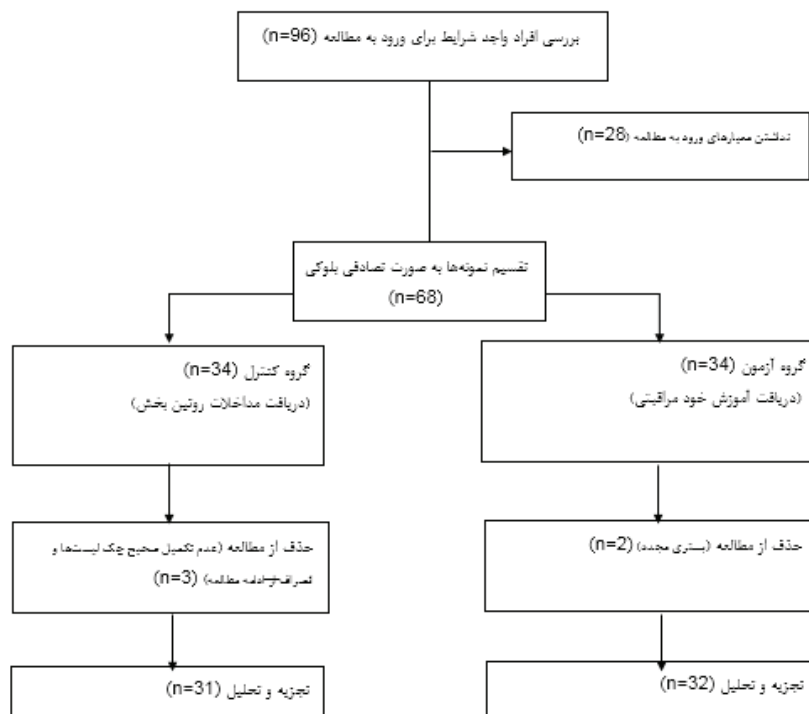 بررسی افراد واجد شرایط برای ورود به مطالعه (n=96)
نداشتن معیارهای ورود به مطالعه (n=28)
تقسیم نمونه‌ها به صورت تصادفی بلوکی
(n=68)
گروه آزمون (n=34)
(دریافت آموزش خود مراقبتی)
گروه کنترل (n=34)
(دریافت مداخلات روتین بخش)
حذف از مطالعه (بستری مجدد) (n=2)
حذف از مطالعه (عدم تکمیل صحیح چک لیست‌ها و
ادامه مطالعه) (n=3)
تجزیه و تحلیل (n=32)
تجزیه و تحلیل (n=31)